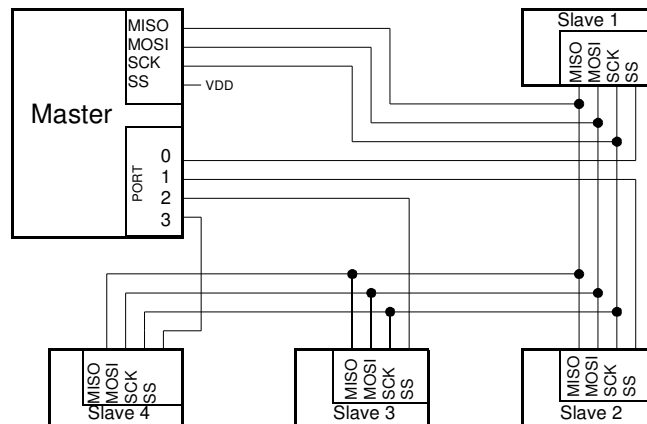 Master
MISO
MOSI
SCK
SS
VDD
PORT
0
1
2
3
Slave 1
MISO
MOSI
SCK
SS
MISO
MOSI
SCK
SS
Slave 4
MISO
MOSI
SCK
SS
Slave 3
MISO
MOSI
SCK
SS
Slave 2